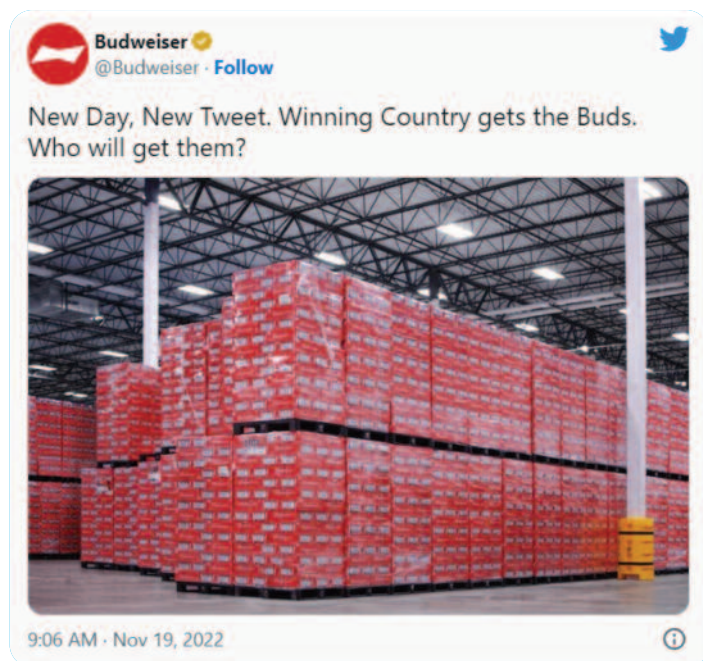 Budweiser
@Budweiser · Follow
New Day, New Tweet. Winning Country gets the Buds.
Who will get them?
9:06 AM · Nov 19, 2022